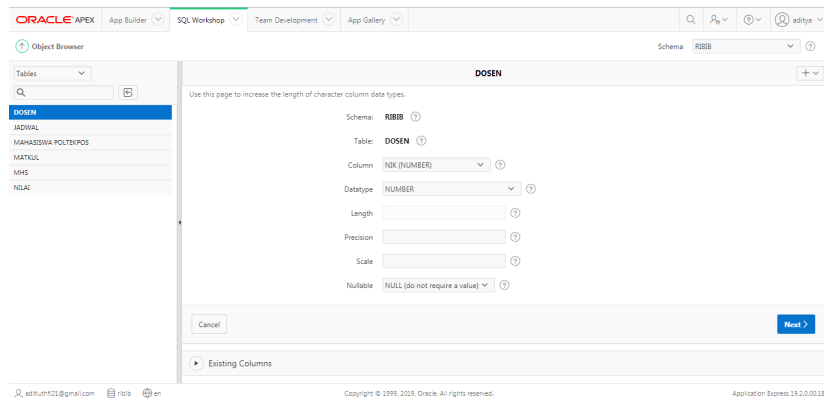 ORACLE APEX App Builder SQL Workshop Team Development App Gallery aditya
Object Browser Schema RIBIB
Tables DOSEN
Use this page to increase the length of character column data types.
DOSEN
JADWAL
MAHASISWA POLTEKPOS
MATKUL
MHS
NILAI
Schema: RIBIB
Table: DOSEN
Column NIK (NUMBER)
Datatype NUMBER
Length
Precision
Scale
Nullable NULL (do not require a value)
Cancel Next >
Existing Columns
aditluthfi21@gmail.com ribib en Copyright © 1999, 2019, Oracle. All rights reserved. Application Express 19.2.0.00.18